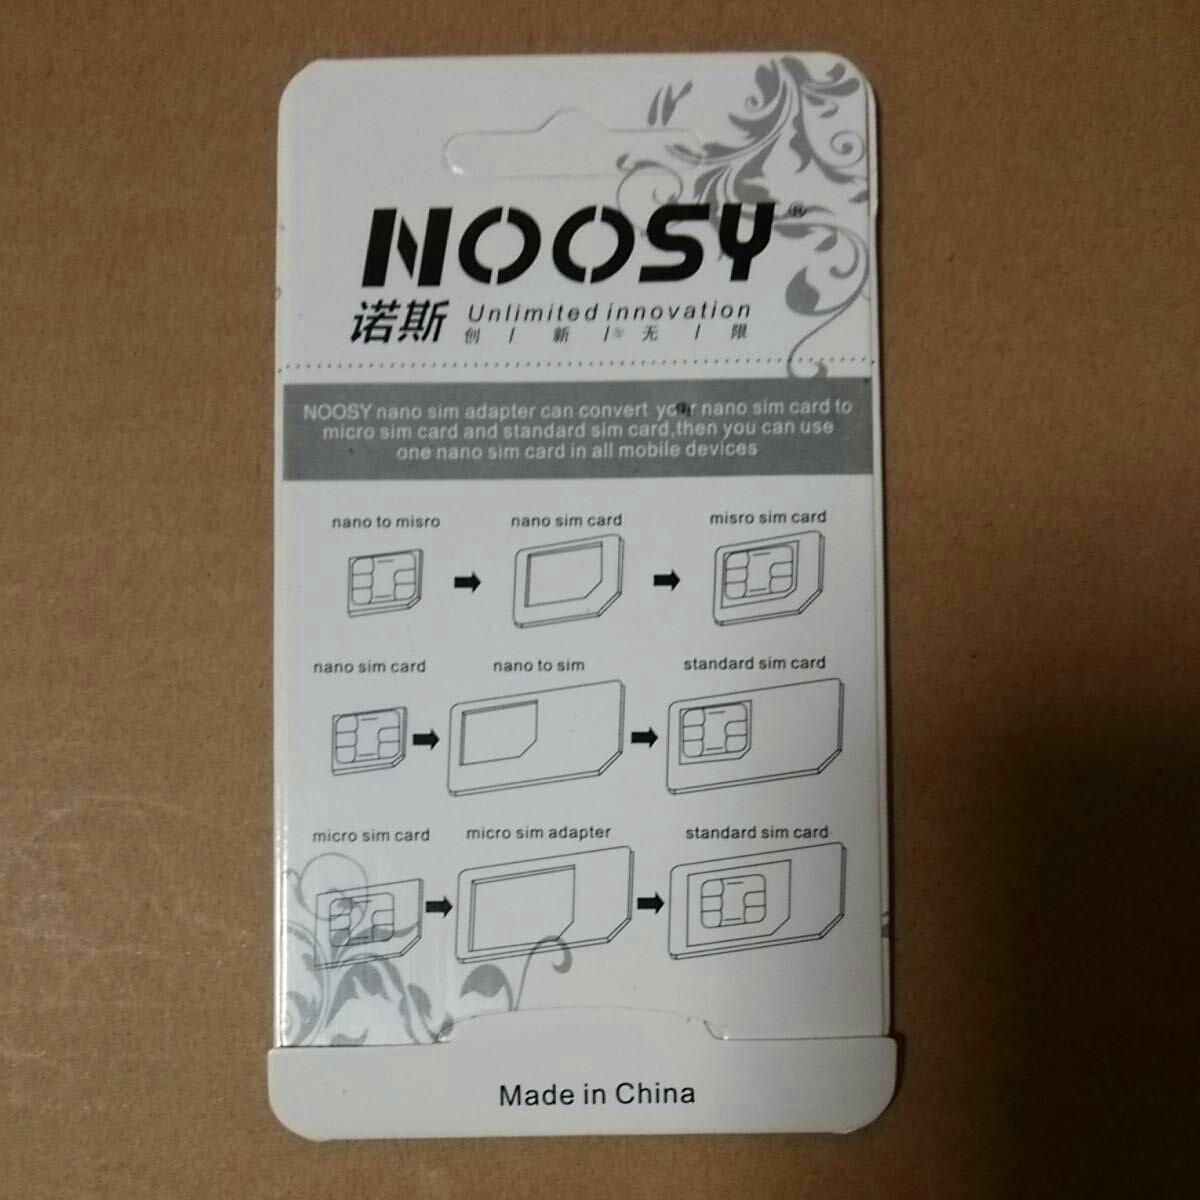 NOOSY®
诺斯 Unlimited innovation
创 / 新 / 无 / 限
NOOSY nano sim adapter can convert your nano sim card to
micro sim card and standard sim card,then you can use
one nano sim card in all mobile devices
nano to misro nano sim card misro sim card
nano sim card nano to sim standard sim card
micro sim card micro sim adapter standard sim card
Made in China